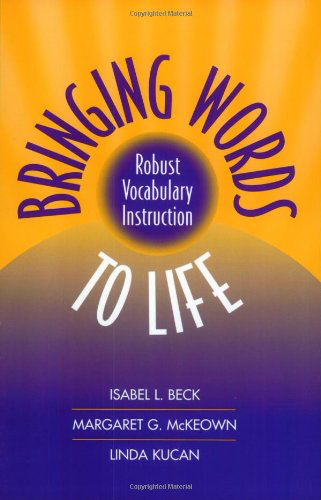 BRINGING WORDS
Robust
Vocabulary
Instruction
TO LIFE
ISABEL L. BECK
MARGARET G. McKEOWN
LINDA KUCAN